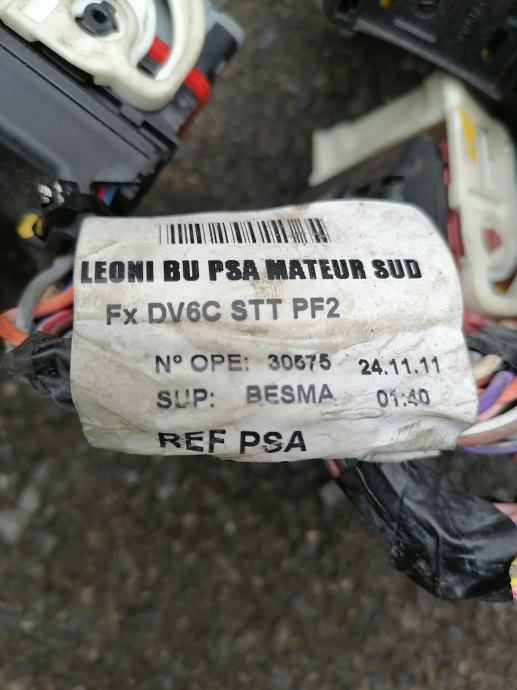 LEONI BU PSA MATEUR SUD
Fx DV6C STT PF2
N° OPE: 30675 24.11.11
SUP: BESMA 01:40
REF PSA